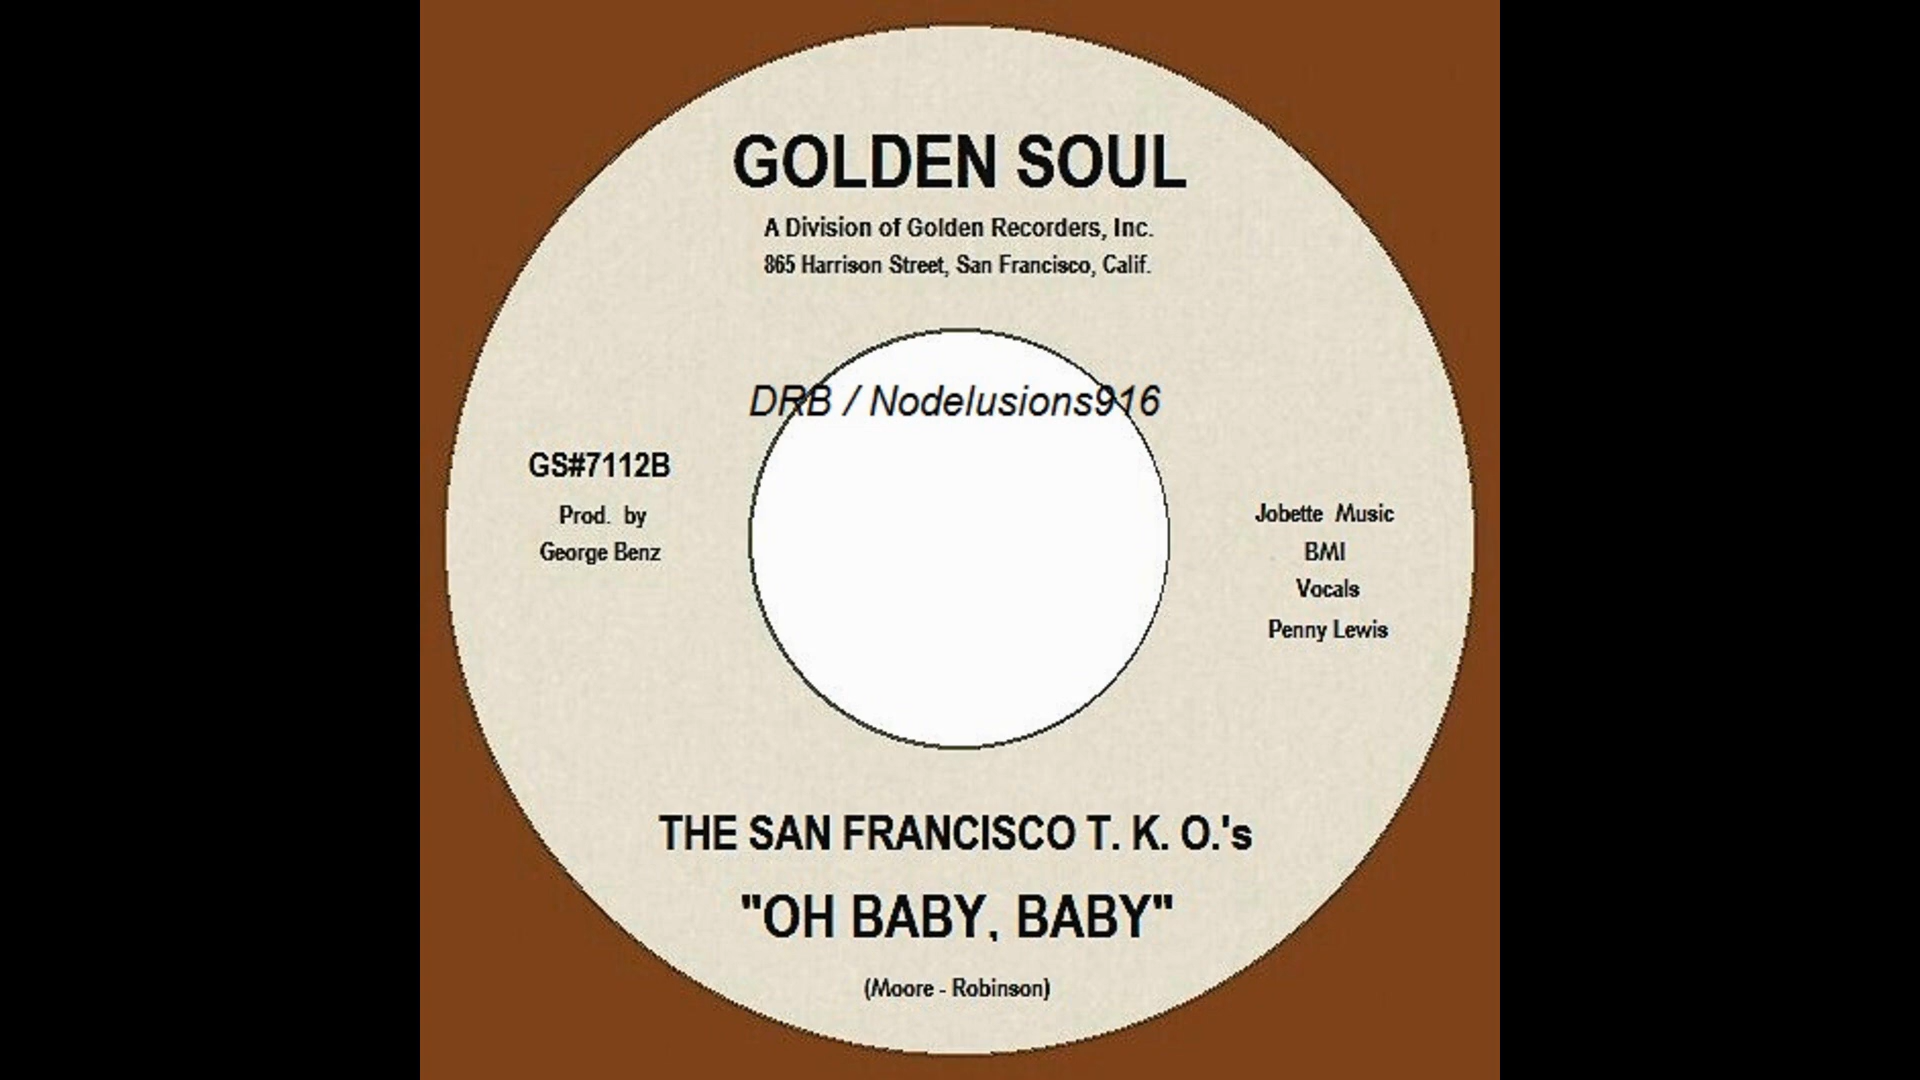 GOLDEN SOUL
A Division of Golden Recorders, Inc.
865 Harrison Street, San Francisco, Calif.
DRB / Nodelusions916
GS#7112B
Prod. by
George Benz
Jobette Music
BMI
Vocals
Penny Lewis
THE SAN FRANCISCO T. K. O.'s
"OH BABY, BABY"
(Moore - Robinson)